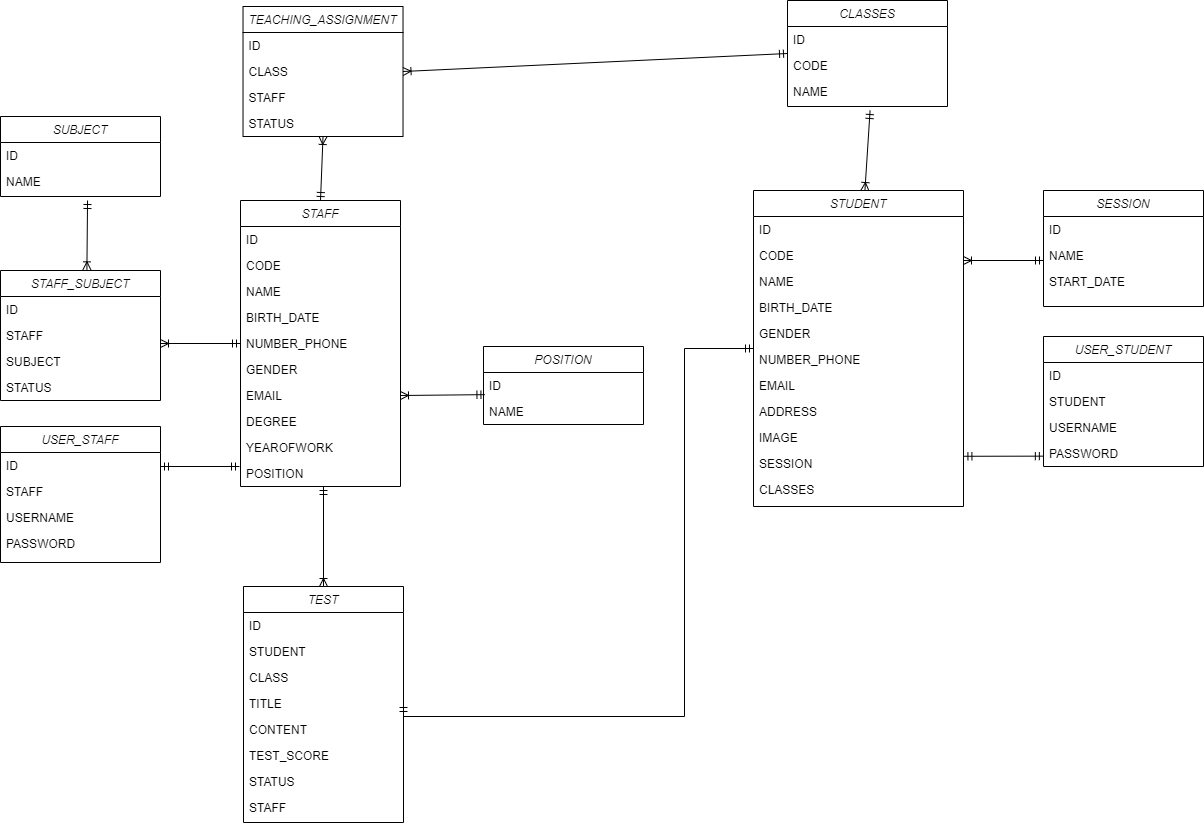 TEACHING_ASSIGNMENT
ID
CLASS
STAFF
STATUS
CLASSES
ID
CODE
NAME
SUBJECT
ID
NAME
STAFF_SUBJECT
ID
STAFF
SUBJECT
STATUS
USER_STAFF
ID
STAFF
USERNAME
PASSWORD
STAFF
ID
CODE
NAME
BIRTH_DATE
NUMBER_PHONE
GENDER
EMAIL
DEGREE
YEAROFWORK
POSITION
POSITION
ID
NAME
STUDENT
ID
CODE
NAME
BIRTH_DATE
GENDER
NUMBER_PHONE
EMAIL
ADDRESS
IMAGE
SESSION
CLASSES
SESSION
ID
NAME
START_DATE
USER_STUDENT
ID
STUDENT
USERNAME
PASSWORD
TEST
ID
STUDENT
CLASS
TITLE
CONTENT
TEST_SCORE
STATUS
STAFF